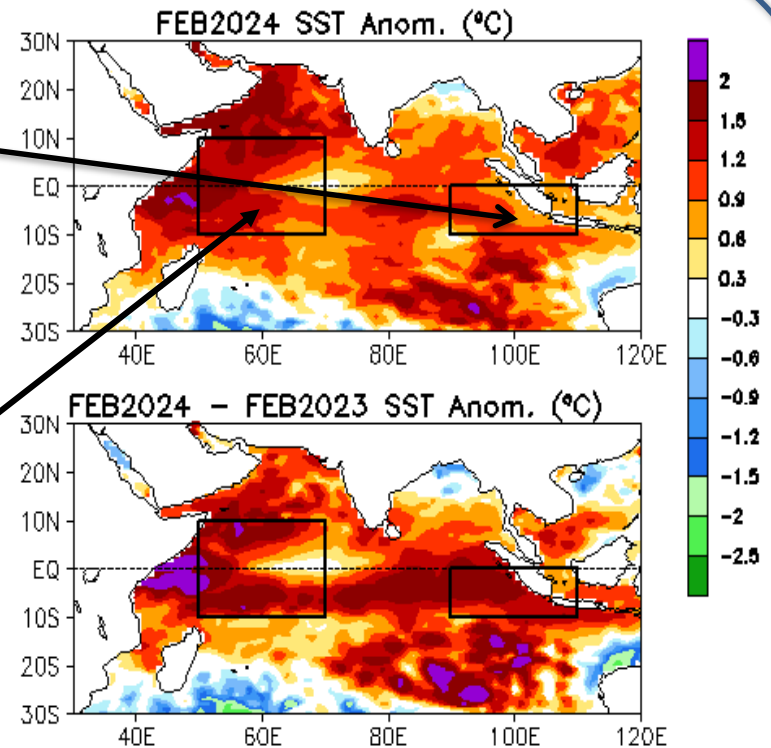 FEB2024 SST Anom. (°C)
30N
20N
10N
EQ
10S
20S
30S
40E 60E 80E 100E 120E
FEB2024 – FEB2023 SST Anom. (°C)
30N
20N
10N
EQ
10S
20S
30S
40E 60E 80E 100E 120E
2
1.5
1.2
0.9
0.6
0.3
-0.3
-0.6
-0.9
-1.2
-1.5
-2
-2.5